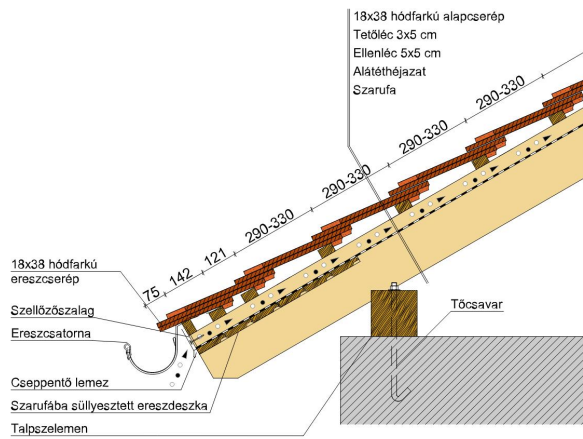 18x38 hódfarkú alapcserép
Tetőléc 3x5 cm
Ellenléc 5x5 cm
Alátéthéjazat
Szarufa
290-330
290-330
290-330
290-330
121
142
75
18x38 hódfarkú
ereszcserép
Szellőzőszalag
Ereszcsatorna
Cseppentő lemez
Szarufába süllyesztett ereszdeszka
Talpszelemen
Tőcsavar